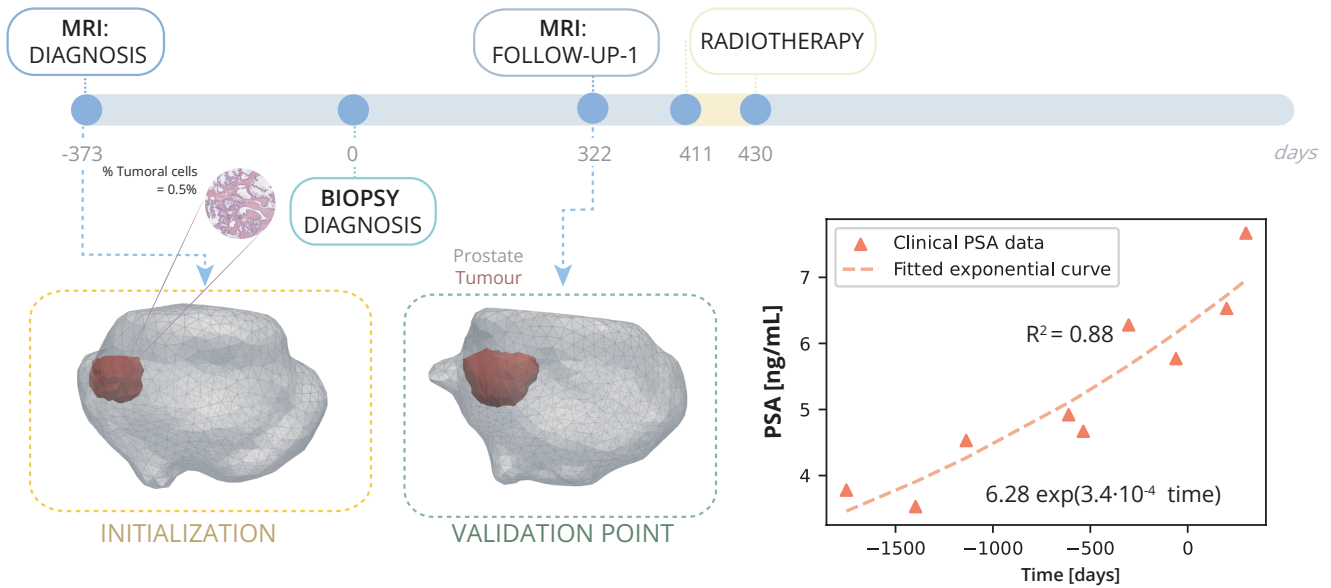 MRI:
DIAGNOSIS
MRI:
FOLLOW-UP-1
RADIOTHERAPY
-373
0
322
411
430
days
% Tumoral cells
= 0.5%
BIOPSY
DIAGNOSIS
Prostate
Tumour
INITIALIZATION
VALIDATION POINT
Clinical PSA data
Fitted exponential curve
R² = 0.88
6.28 exp(3.4·10⁻⁴ time)
PSA [ng/mL]
7
6
5
4
−1500
−1000
−500
0
Time [days]